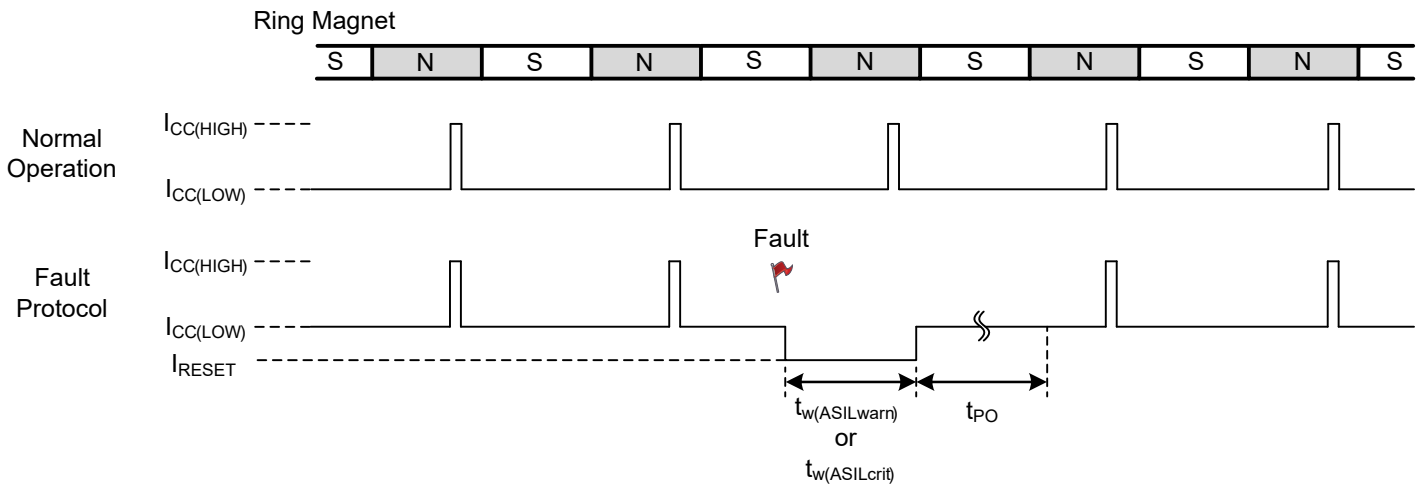 Ring Magnet
S N S N S N S N S N S
Normal
Operation
ICC(HIGH)
ICC(LOW)
Fault
Fault
Protocol
ICC(HIGH)
ICC(LOW)
IRESET
tw(ASILwarn)
or
tw(ASILcrit)
tPO